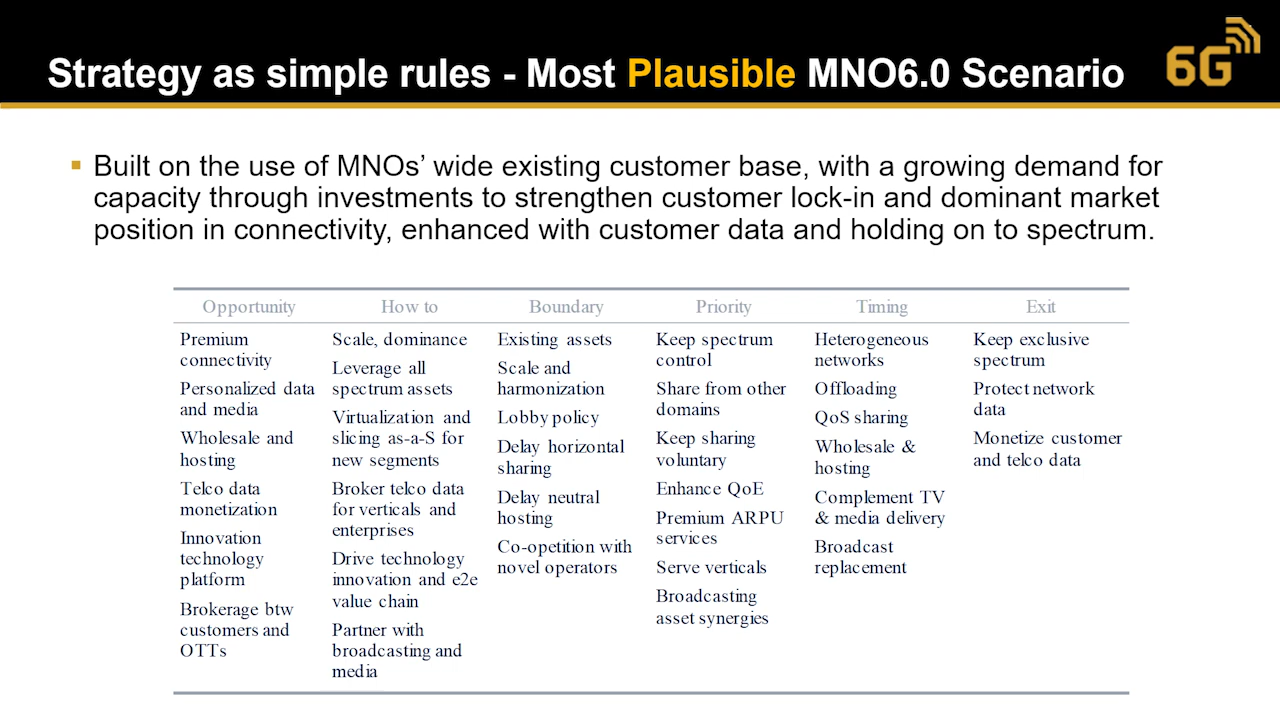 Strategy as simple rules - Most Plausible MNO6.0 Scenario
6G
Built on the use of MNOs’ wide existing customer base, with a growing demand for
capacity through investments to strengthen customer lock-in and dominant market
position in connectivity, enhanced with customer data and holding on to spectrum.
Opportunity
Premium
connectivity
Personalized data
and media
Wholesale and
hosting
Telco data
monetization
Innovation
technology
platform
Brokerage btw
customers and
OTTs
How to
Scale, dominance
Leverage all
spectrum assets
Virtualization and
slicing as-a-S for
new segments
Broker telco data
for verticals and
enterprises
Drive technology
innovation and e2e
value chain
Partner with
broadcasting and
media
Boundary
Existing assets
Scale and
harmonization
Lobby policy
Delay horizontal
sharing
Delay neutral
hosting
Co-opetition with
novel operators
Priority
Keep spectrum
control
Share from other
domains
Keep sharing
voluntary
Enhance QoE
Premium ARPU
services
Serve verticals
Broadcasting
asset synergies
Timing
Heterogeneous
networks
Offloading
QoS sharing
Wholesale &
hosting
Complement TV
& media delivery
Broadcast
replacement
Exit
Keep exclusive
spectrum
Protect network
data
Monetize customer
and telco data